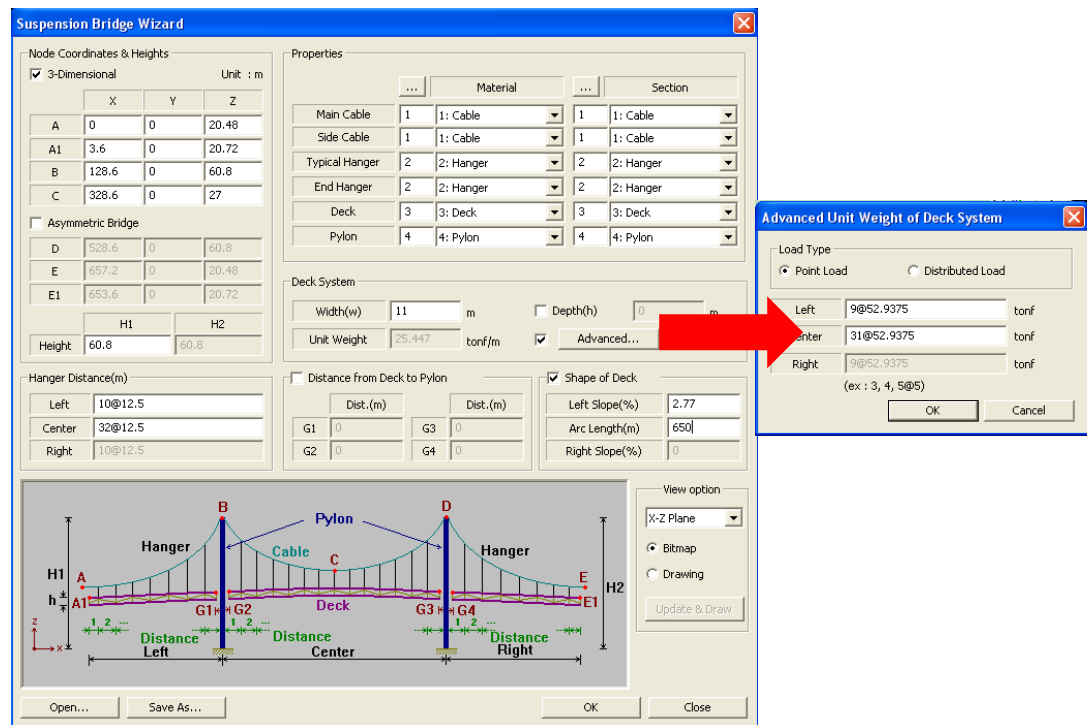 Suspension Bridge Wizard
Node Coordinates & Heights
3-Dimensional Unit : m
X Y Z
A 0 0 20.48
A1 3.6 0 20.72
B 128.6 0 60.8
C 328.6 0 27
Asymmetric Bridge
D 528.6 0 60.8
E 657.2 0 20.48
E1 653.6 0 20.72
H1 H2
Height 60.8 60.8
Properties
... Material ... Section
Main Cable 1 1: Cable 1 1: Cable
Side Cable 1 1: Cable 1 1: Cable
Typical Hanger 2 2: Hanger 2 2: Hanger
End Hanger 2 2: Hanger 2 2: Hanger
Deck 3 3: Deck 3 3: Deck
Pylon 4 4: Pylon 4 4: Pylon
Deck System
Width(w) 11 m Depth(h) 0 m
Unit Weight 25.447 tonf/m Advanced...
Hanger Distance(m)
Left 10@12.5
Center 32@12.5
Right 10@12.5
Distance from Deck to Pylon
Dist.(m) Dist.(m)
G1 0 G3 0
G2 0 G4 0
Shape of Deck
Left Slope(%) 2.77
Arc Length(m) 650
Right Slope(%) 0
B D
Pylon
Hanger Cable Hanger
C
H1 A E H2
h A1 G1 G2 Deck G3 G4 E1
z 1 2 ... 1 2 ... 1 2 ...
Distance Distance Distance
x Left Center Right
View option
X-Z Plane
Bitmap
Drawing
Update & Draw
Open... Save As... OK Close
Advanced Unit Weight of Deck System
Load Type
Point Load Distributed Load
Left 9@52.9375 tonf
enter 31@52.9375 tonf
Right 9@52.9375 tonf
(ex : 3, 4, 5@5)
OK Cancel